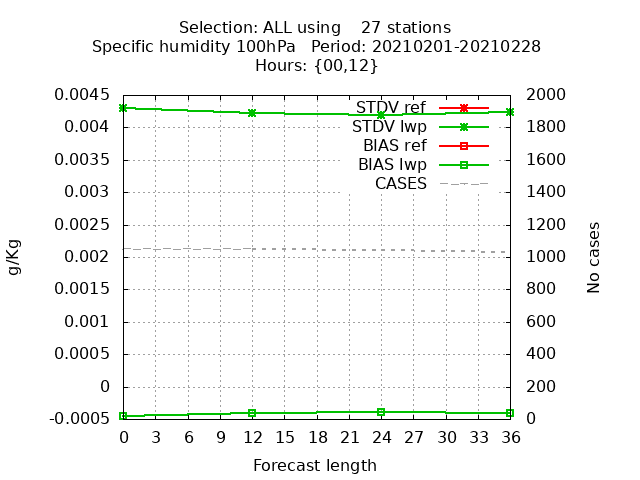 Selection: ALL using    27 stations
Specific humidity 100hPa   Period: 20210201-20210228
Hours: {00,12}
STDV ref
STDV lwp
BIAS ref
BIAS lwp
CASES
0.0045
0.004
0.0035
0.003
0.0025
0.002
0.0015
0.001
0.0005
0
-0.0005
g/Kg
2000
1800
1600
1400
1200
1000
800
600
400
200
0
No cases
0 3 6 9 12 15 18 21 24 27 30 33 36
Forecast length